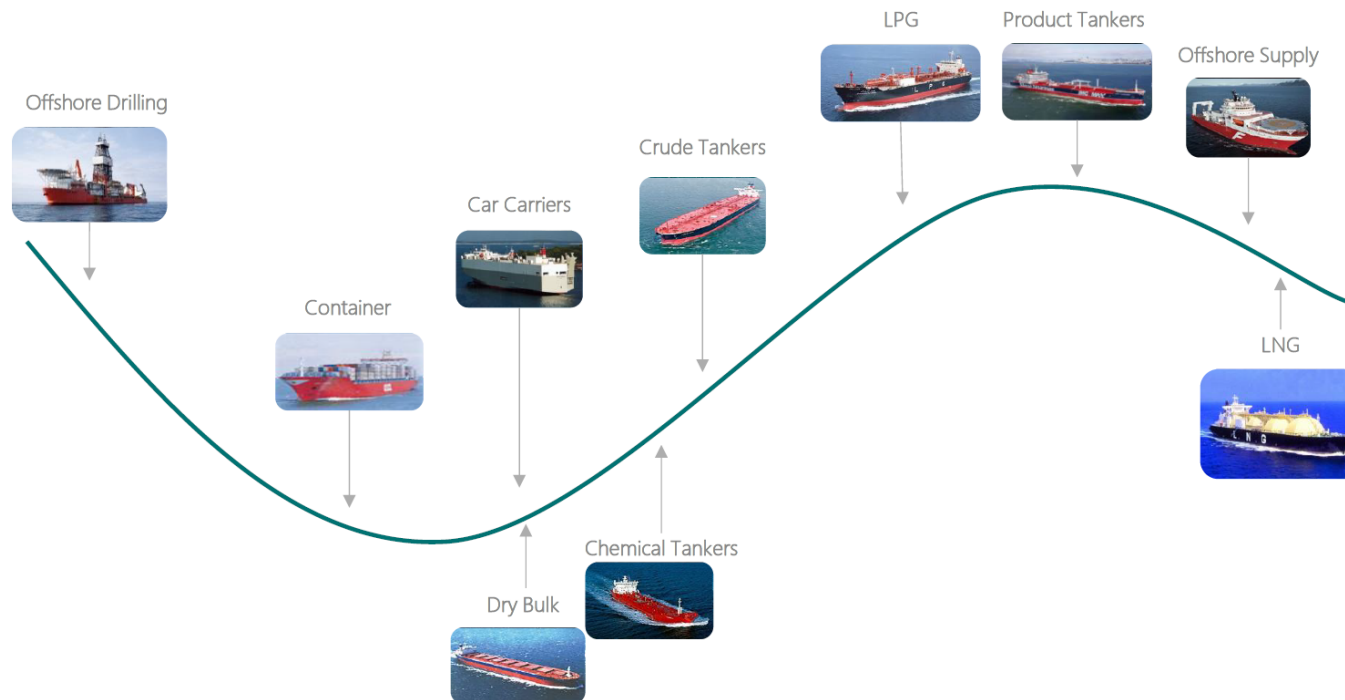 LPG
Product Tankers
Offshore Supply
Offshore Drilling
Crude Tankers
Car Carriers
Container
LNG
Chemical Tankers
Dry Bulk
L P G
F
L N G